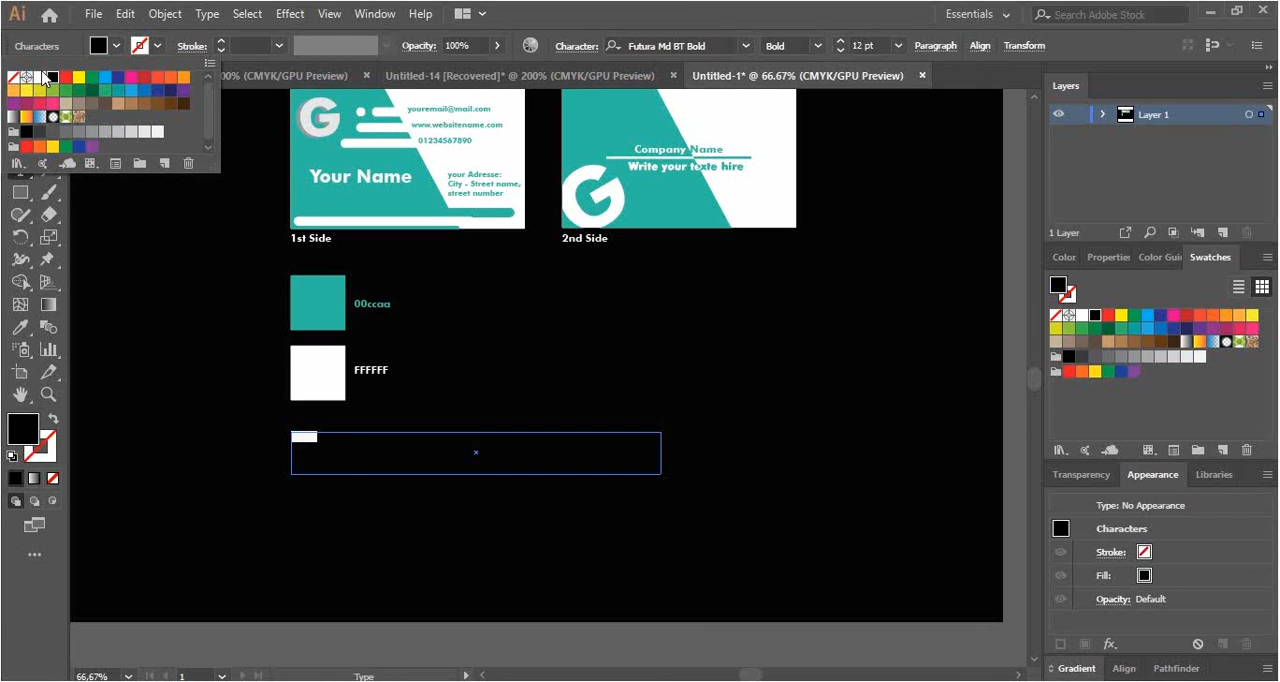 Ai File Edit Object Type Select Effect View Window Help Essentials Search Adobe Stock
Characters Stroke: Opacity: 100% Character: Futura Md BT Bold Bold 12 pt Paragraph Align Transform
00% (CMYK/GPU Preview) × Untitled-14 [Recovered]* @ 200% (CMYK/GPU Preview) × Untitled-1* @ 66.67% (CMYK/GPU Preview) ×
Layers
Layer 1
1 Layer
G
youremail@mail.com
www.websitename.com
01234567890
Your Name
your Adresse:
City - Street name,
street number
1st Side
Company Name
Write your texte hire
G
2nd Side
00ccaa
FFFFFF
Color Properties Color Gui Swatches
Transparency Appearance Libraries
Type: No Appearance
Characters
Stroke:
Fill:
Opacity: Default
fx
Gradient Align Pathfinder
66,67% 1 Type